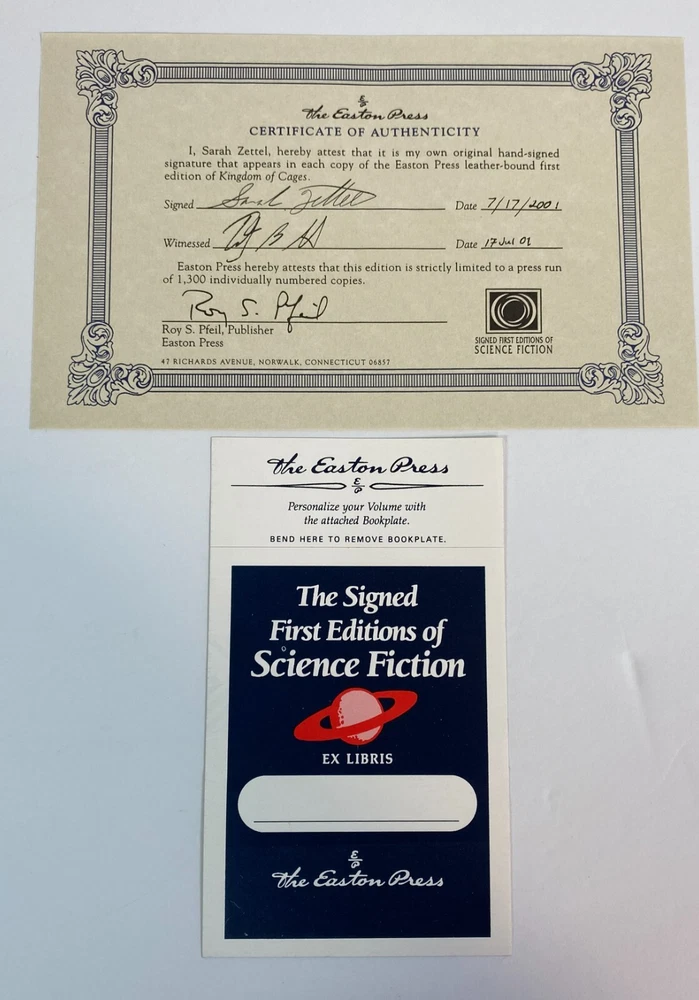 The Easton Press
CERTIFICATE OF AUTHENTICITY
I, Sarah Zettel, hereby attest that it is my own original hand-signed
signature that appears in each copy of the Easton Press leather-bound first
edition of Kingdom of Cages.
Signed Sarah Zettel Date 7/17/2001
Witnessed Date 17 Jul 01
Easton Press hereby attests that this edition is strictly limited to a press run
of 1,300 individually numbered copies.
Roy S. Pfeil
Roy S. Pfeil, Publisher
Easton Press
SIGNED FIRST EDITIONS OF
SCIENCE FICTION
47 RICHARDS AVENUE, NORWALK, CONNECTICUT 06857
The Easton Press
Personalize your Volume with
the attached Bookplate.
BEND HERE TO REMOVE BOOKPLATE.
The Signed
First Editions of
Science Fiction
EX LIBRIS
The Easton Press